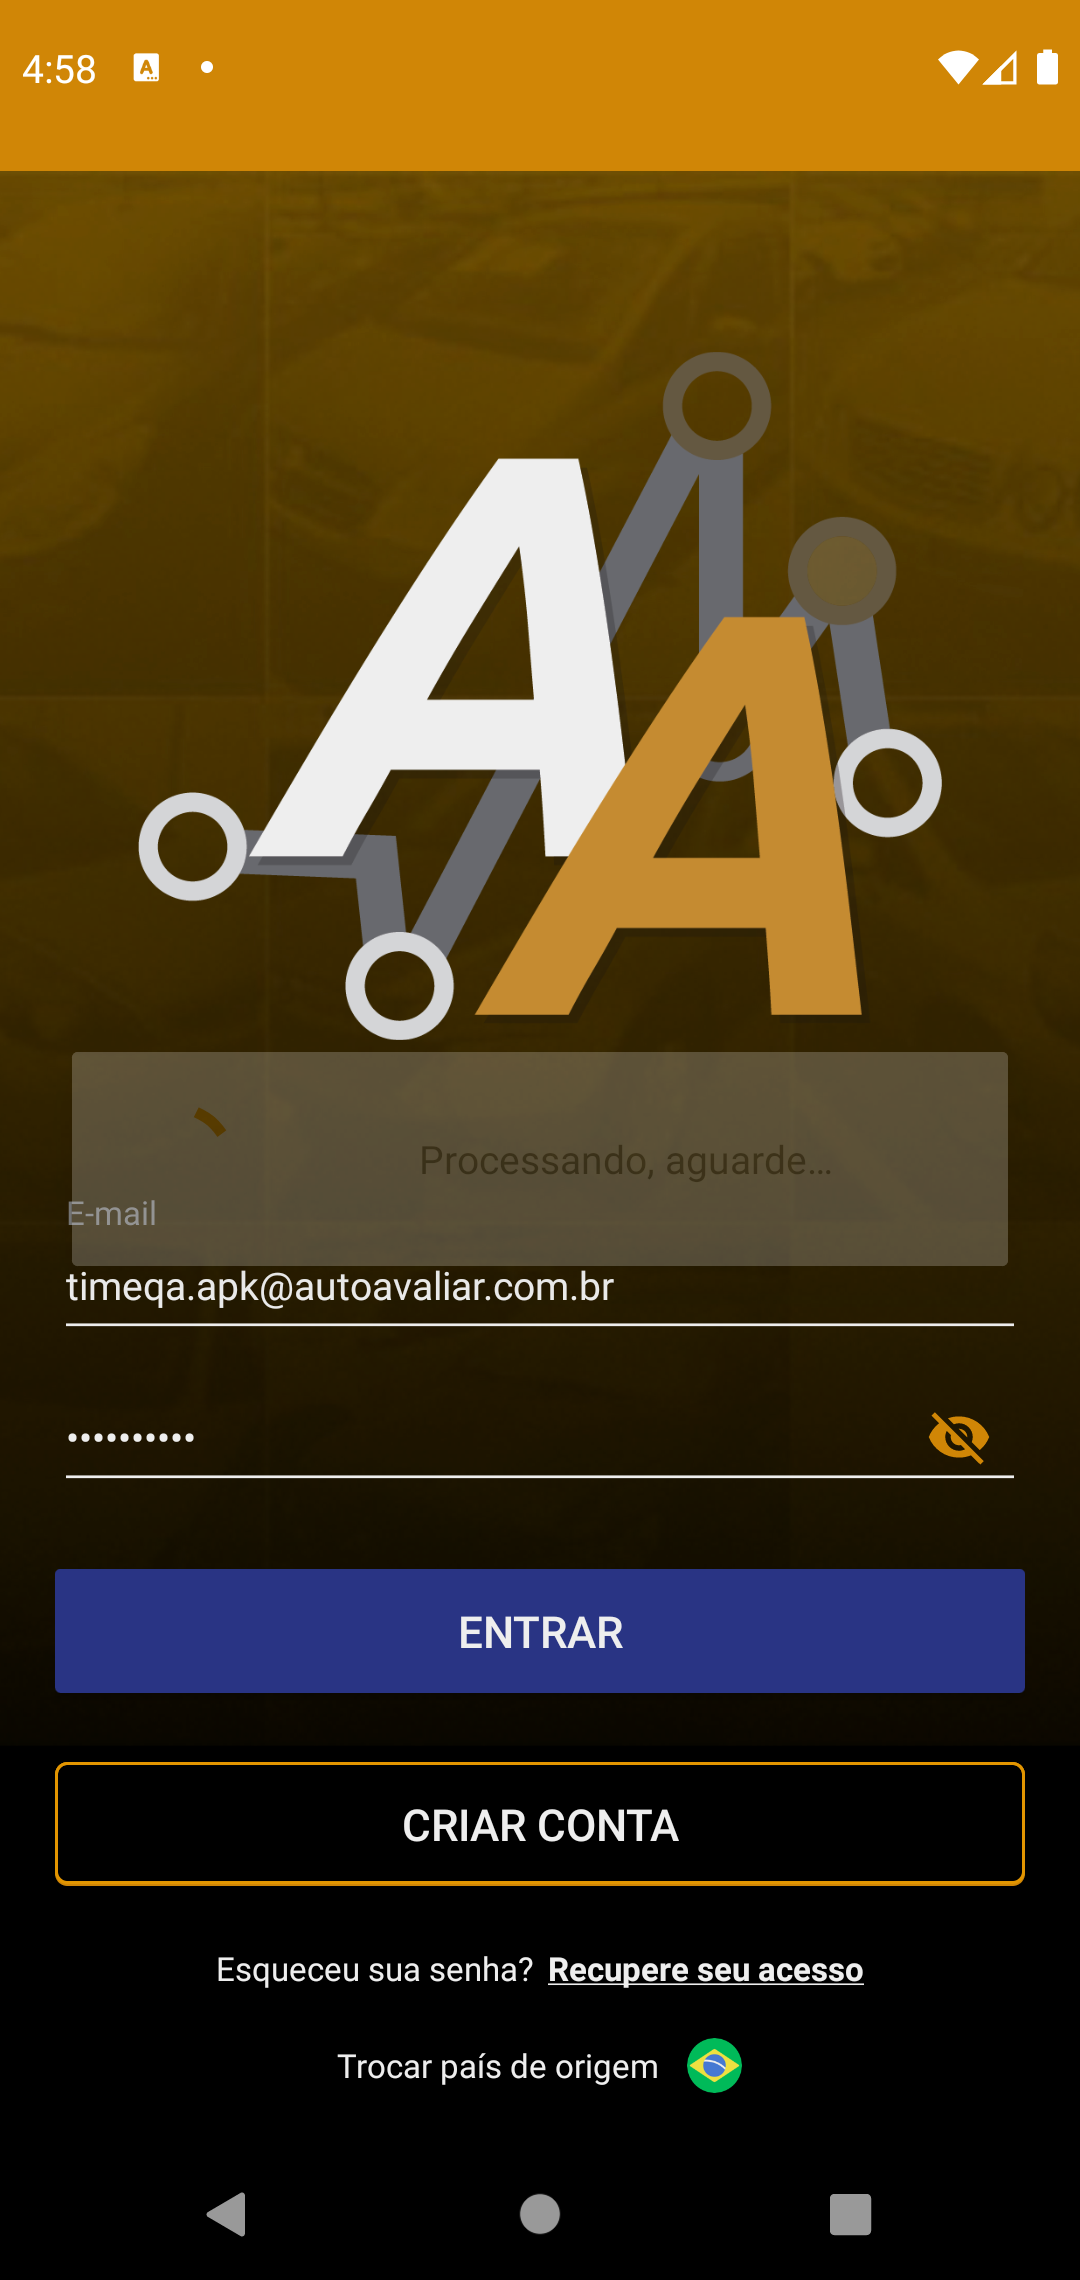 4:58
A
A
Processando, aguarde...
E-mail
timeqa.apk@autoavaliar.com.br
••••••••••
ENTRAR
CRIAR CONTA
Esqueceu sua senha? Recupere seu acesso
Trocar país de origem